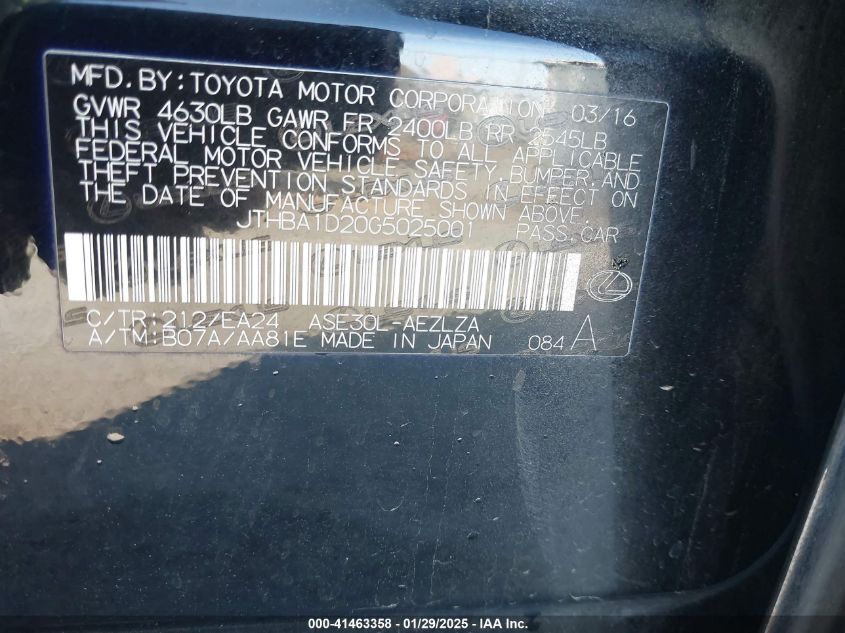 MFD. BY: TOYOTA MOTOR CORPORATION 03/16
GVWR 4630LB GAWR FR 2400LB RR 2545LB
THIS VEHICLE CONFORMS TO ALL APPLICABLE
FEDERAL MOTOR VEHICLE SAFETY, BUMPER, AND
THEFT PREVENTION STANDARDS IN EFFECT ON
THE DATE OF MANUFACTURE SHOWN ABOVE.
JTHBA1D20G5025001 PASS. CAR
C/TR: 212/EA24 ASE30L-AEZLZA
A/TM: B07A/AA81E MADE IN JAPAN 084 A
000-41463358 - 01/29/2025 - IAA Inc.